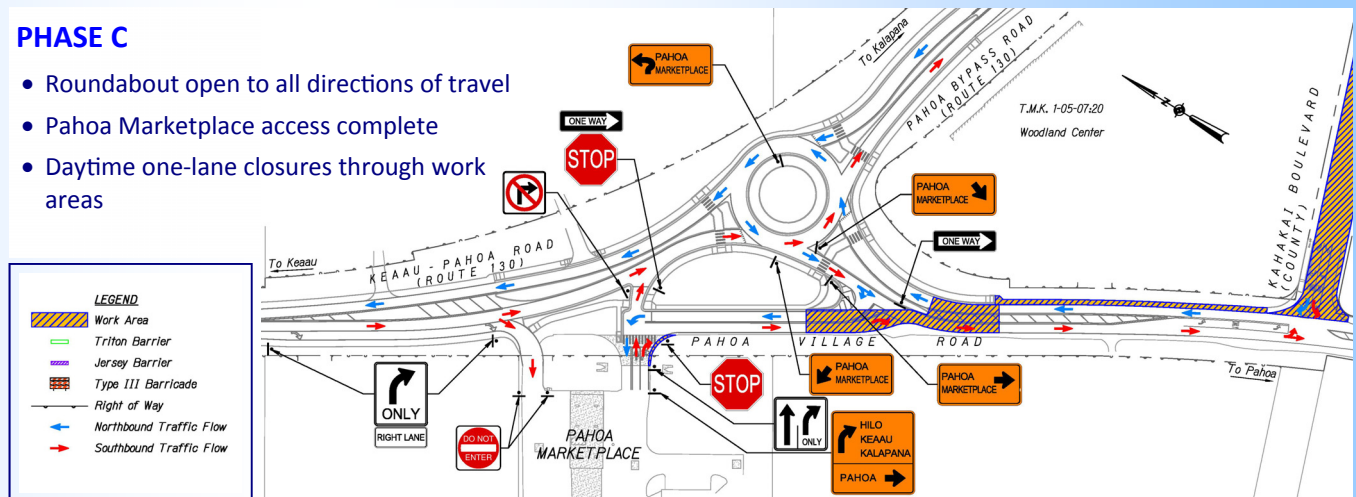 PHASE C
• Roundabout open to all directions of travel
• Pahoa Marketplace access complete
• Daytime one-lane closures through work
areas
LEGEND
Work Area
Triton Barrier
Jersey Barrier
Type III Barricade
Right of Way
Northbound Traffic Flow
Southbound Traffic Flow
To Keaau
KEAAU - PAHOA ROAD
(ROUTE 130)
ONE WAY
STOP
PAHOA
MARKETPLACE
To Kalapana
PAHOA BYPASS ROAD
(ROUTE 130)
Z
T.M.K. 1-05-07:20
Woodland Center
KAHAKAI BOULEVARD
(COUNTY)
PAHOA
MARKETPLACE
ONE WAY
PAHOA VILLAGE ROAD
To Pahoa
ONLY
RIGHT LANE
DO NOT
ENTER
PAHOA
MARKETPLACE
STOP
ONLY
PAHOA
MARKETPLACE
PAHOA
MARKETPLACE
HILO
KEAAU
KALAPANA
PAHOA